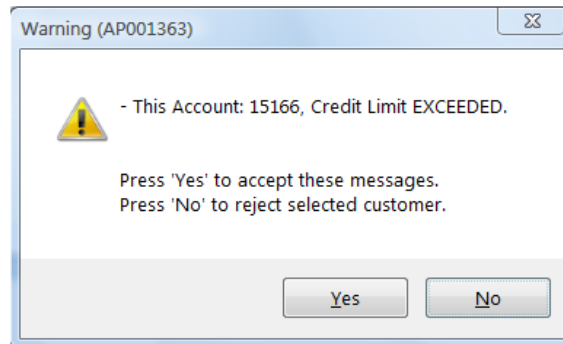 Warning (AP001363)
- This Account: 15166, Credit Limit EXCEEDED.
Press 'Yes' to accept these messages.
Press 'No' to reject selected customer.
Yes
No